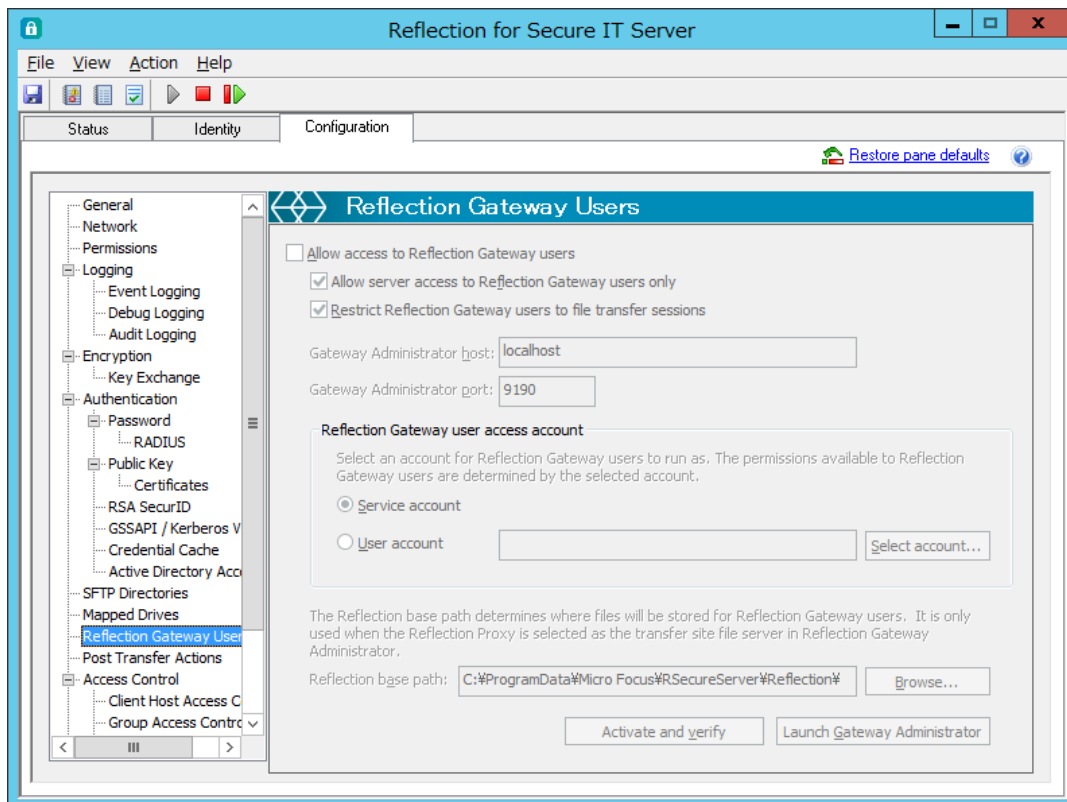 Reflection for Secure IT Server
File View Action Help
Status Identity Configuration
Restore pane defaults
General
Network
Permissions
Logging
Event Logging
Debug Logging
Audit Logging
Encryption
Key Exchange
Authentication
Password
RADIUS
Public Key
Certificates
RSA SecurID
GSSAPI / Kerberos V
Credential Cache
Active Directory Acc
SFTP Directories
Mapped Drives
Reflection Gateway User
Post Transfer Actions
Access Control
Client Host Access C
Group Access Contro
Reflection Gateway Users
Allow access to Reflection Gateway users
Allow server access to Reflection Gateway users only
Restrict Reflection Gateway users to file transfer sessions
Gateway Administrator host: localhost
Gateway Administrator port: 9190
Reflection Gateway user access account
Select an account for Reflection Gateway users to run as. The permissions available to Reflection
Gateway users are determined by the selected account.
Service account
User account Select account...
The Reflection base path determines where files will be stored for Reflection Gateway users. It is only
used when the Reflection Proxy is selected as the transfer site file server in Reflection Gateway
Administrator.
Reflection base path: C:¥ProgramData¥Micro Focus¥RSecureServer¥Reflection¥ Browse...
Activate and verify Launch Gateway Administrator